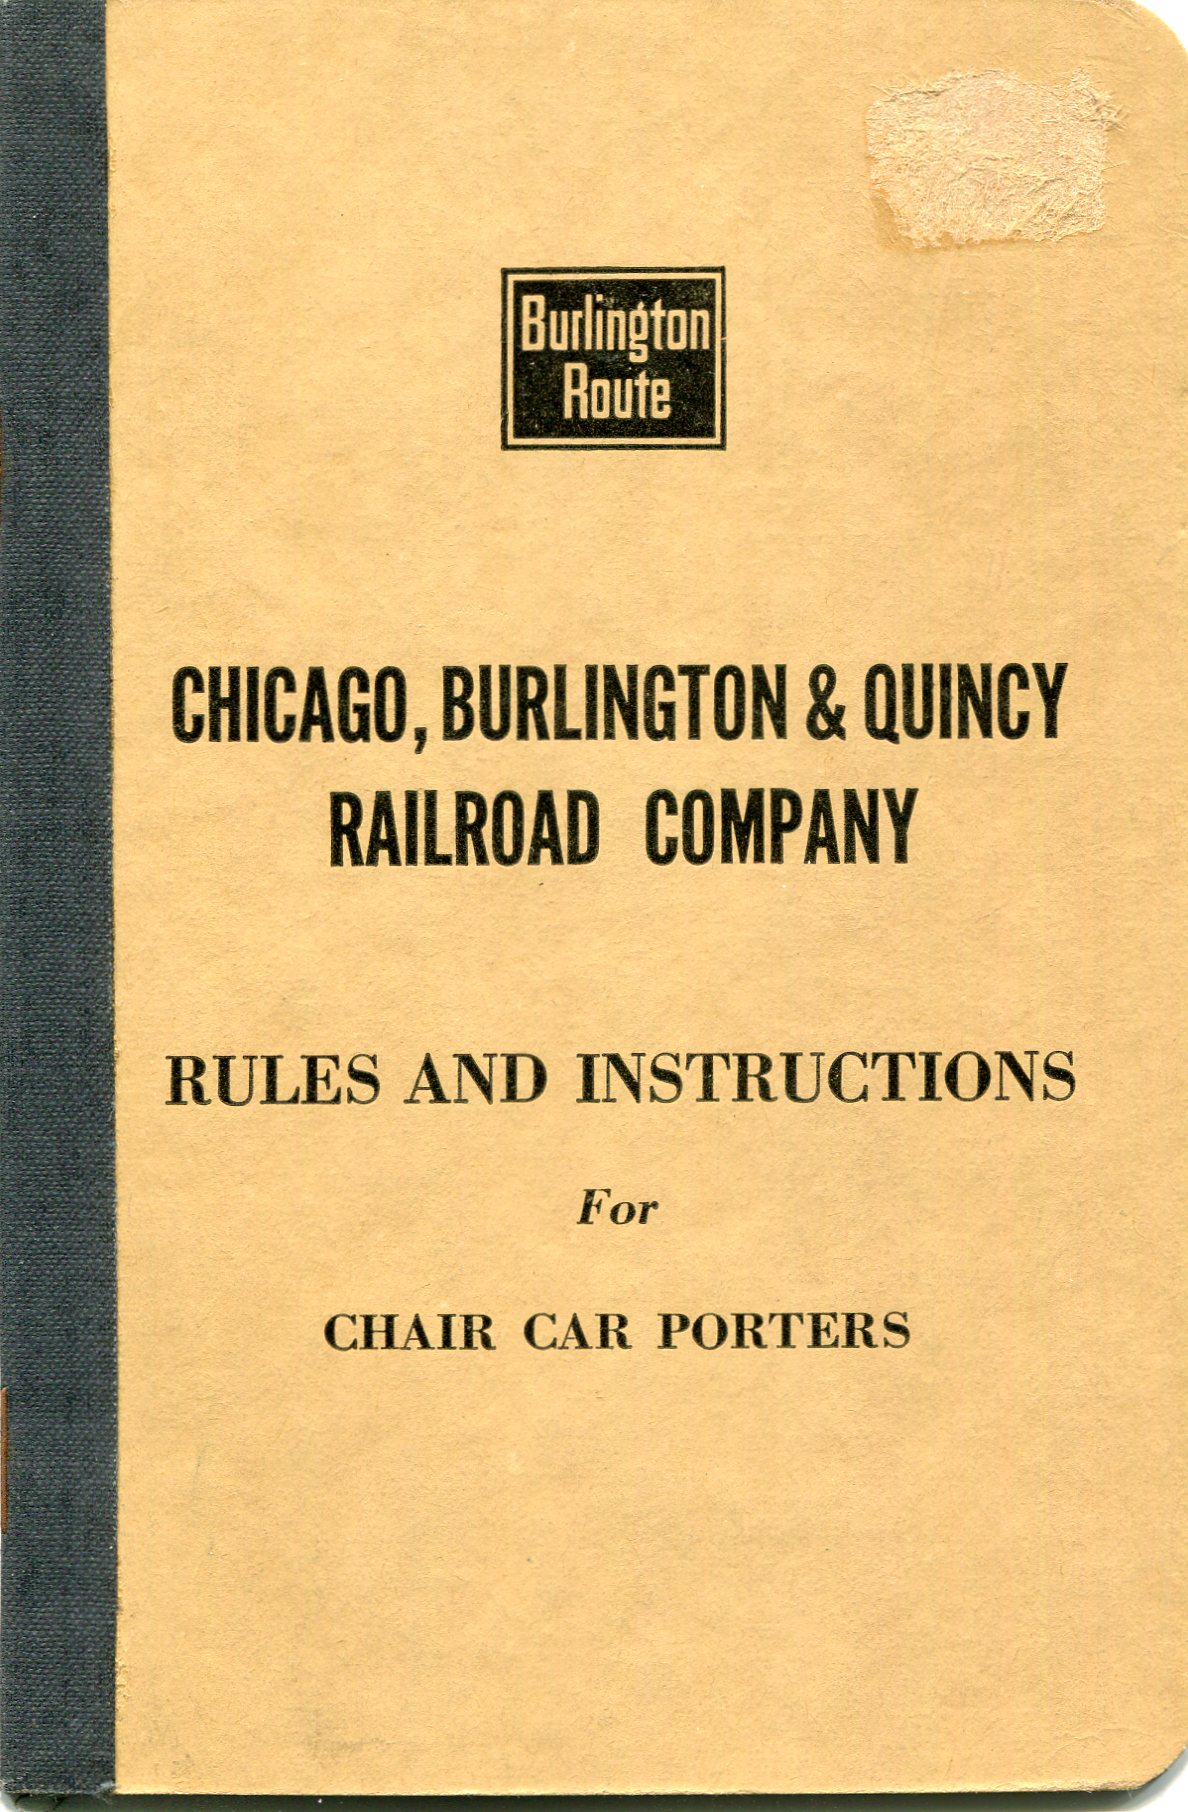 Burlington
Route
CHICAGO, BURLINGTON & QUINCY
RAILROAD COMPANY
RULES AND INSTRUCTIONS
For
CHAIR CAR PORTERS